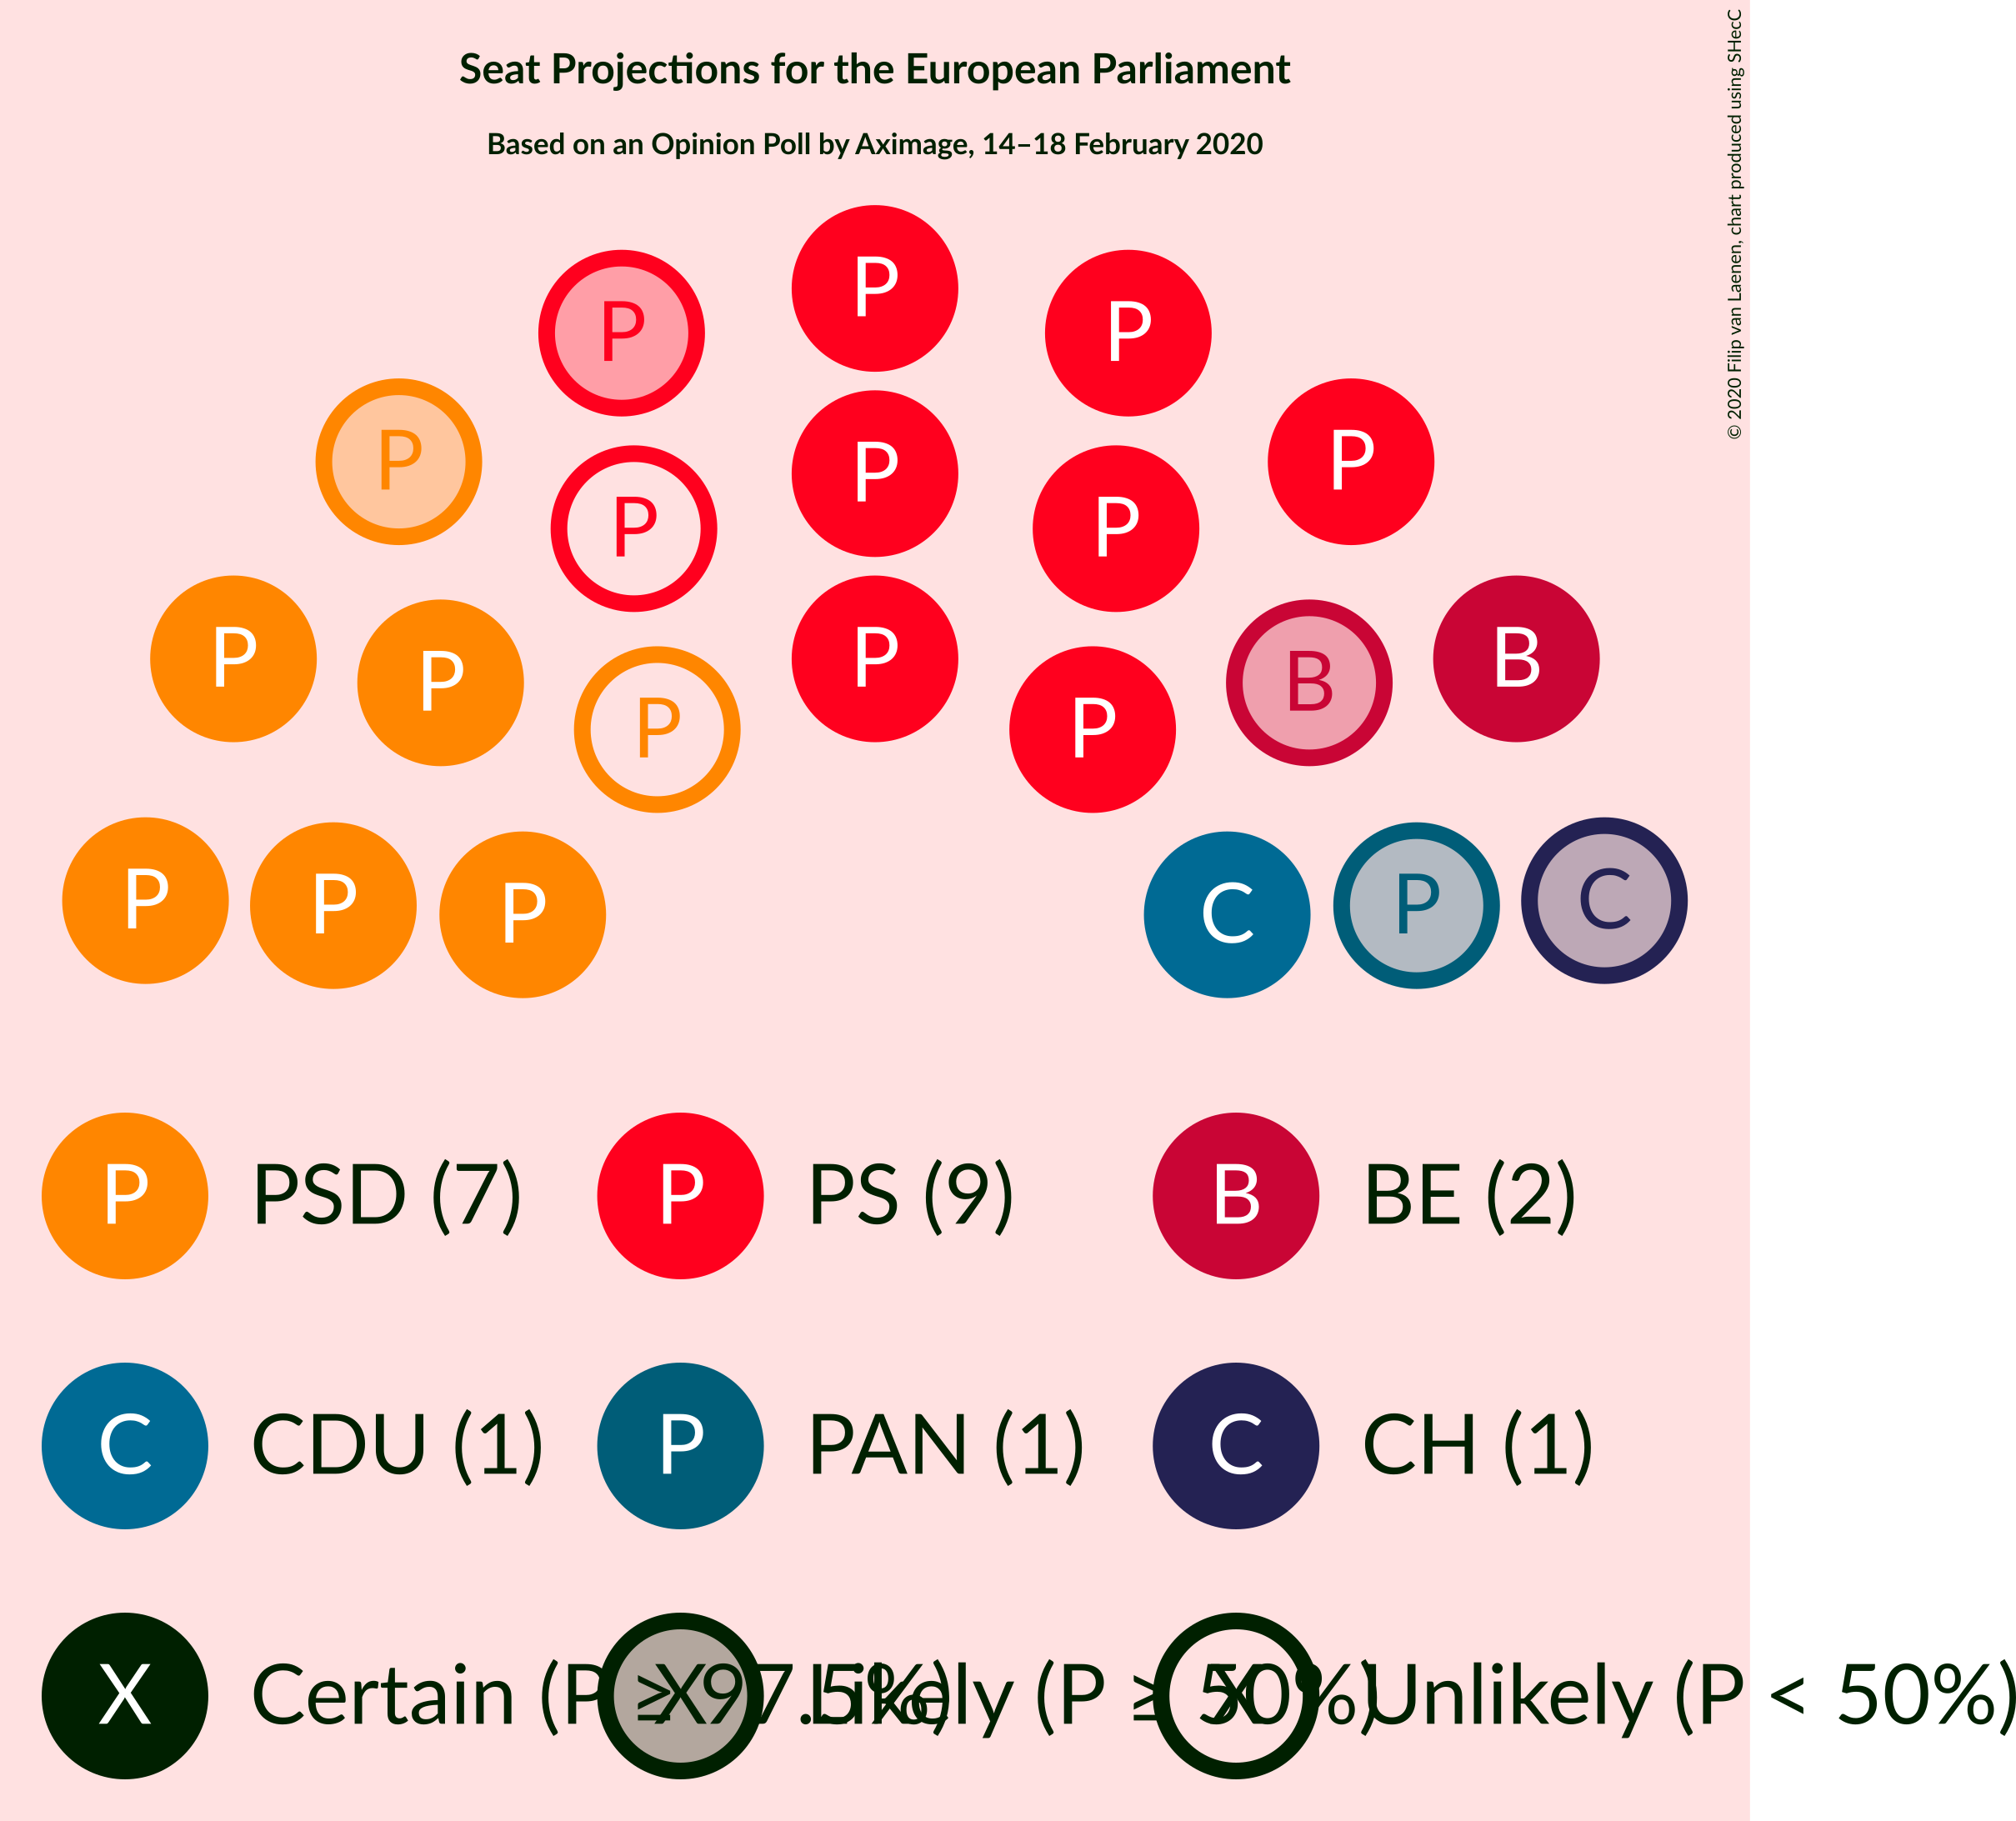 Seat Projections for the European Parliament
Based on an Opinion Poll by Aximage, 14–18 February 2020
© 2020 Filip van Laenen, chart produced using SHecC
P
P P
P P
P
P P
P P
P B
P B
P P
P P P C P C
P PSD (7) P PS (9) B BE (2)
C CDU (1) P PAN (1) C CH (1)
X Certain (P ≥ 97.5%) X Likely (P ≥ 50%) X Unlikely (P < 50%)